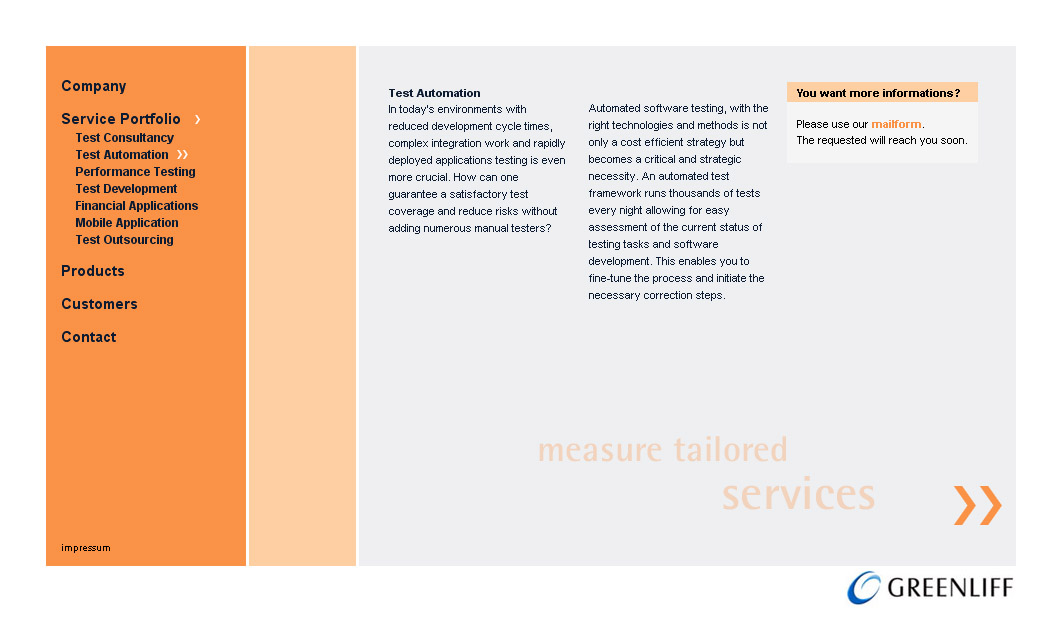 Company
Service Portfolio
Test Consultancy
Test Automation
Performance Testing
Test Development
Financial Applications
Mobile Application
Test Outsourcing
Products
Customers
Contact
impressum
Test Automation
In today's environments with
reduced development cycle times,
complex integration work and rapidly
deployed applications testing is even
more crucial. How can one
guarantee a satisfactory test
coverage and reduce risks without
adding numerous manual testers?
Automated software testing, with the
right technologies and methods is not
only a cost efficient strategy but
becomes a critical and strategic
necessity. An automated test
framework runs thousands of tests
every night allowing for easy
assessment of the current status of
testing tasks and software
development. This enables you to
fine-tune the process and initiate the
necessary correction steps.
You want more informations?
Please use our mailform.
The requested will reach you soon.
measure tailored
services
GREENLIFF